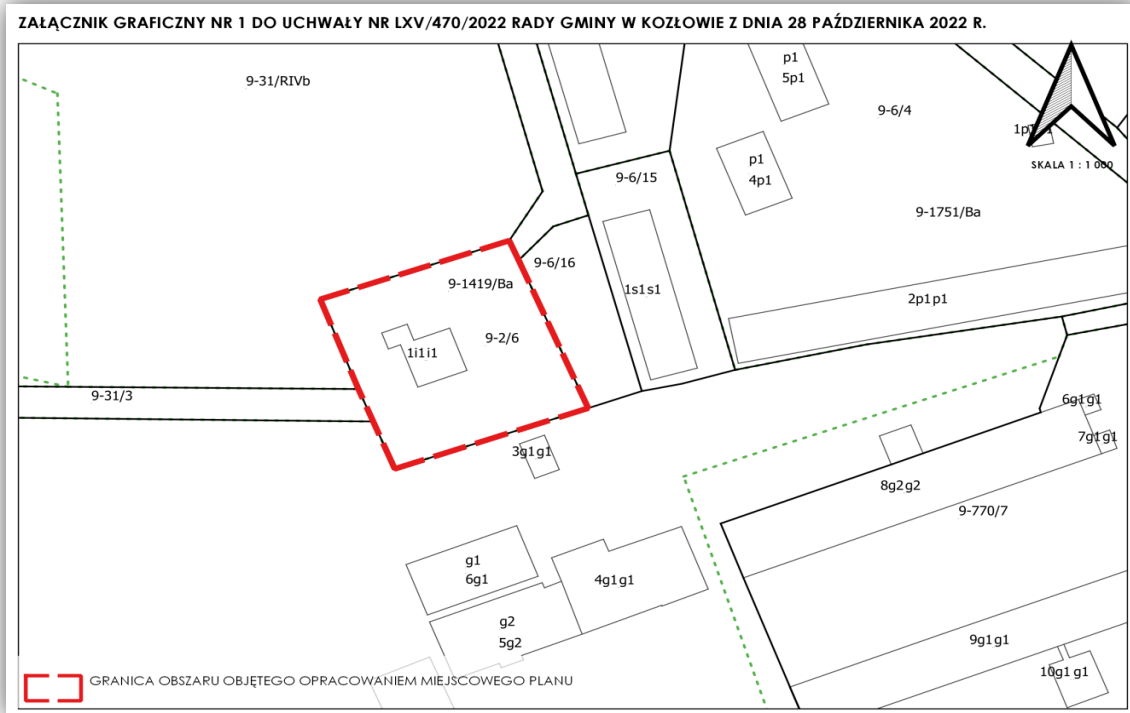 ZAŁĄCZNIK GRAFICZNY NR 1 DO UCHWAŁY NR LXV/470/2022 RADY GMINY W KOZŁOWIE Z DNIA 28 PAŹDZIERNIKA 2022 R.
9-31/RIVb
p1
5p1
9-6/4
SKALA 1 : 1 000
p1
4p1
9-6/15
9-1751/Ba
9-6/16
9-1419/Ba
1s1s1
2p1p1
9-2/6
1i1i1
9-31/3
6g1g1
7g1g1
3g1g1
8g2g2
9-770/7
g1
6g1
4g1g1
g2
5g2
9g1g1
10g1 g1
GRANICA OBSZARU OBJĘTEGO OPRACOWANIEM MIEJSCOWEGO PLANU